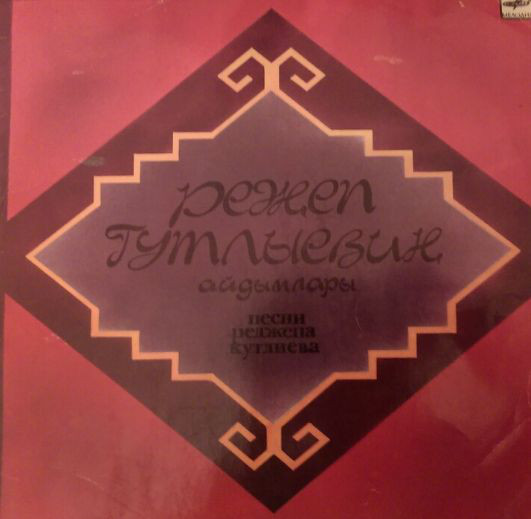 Режеп
Гутлыевиң
айдымлары
песни
реджепа
кутлиева